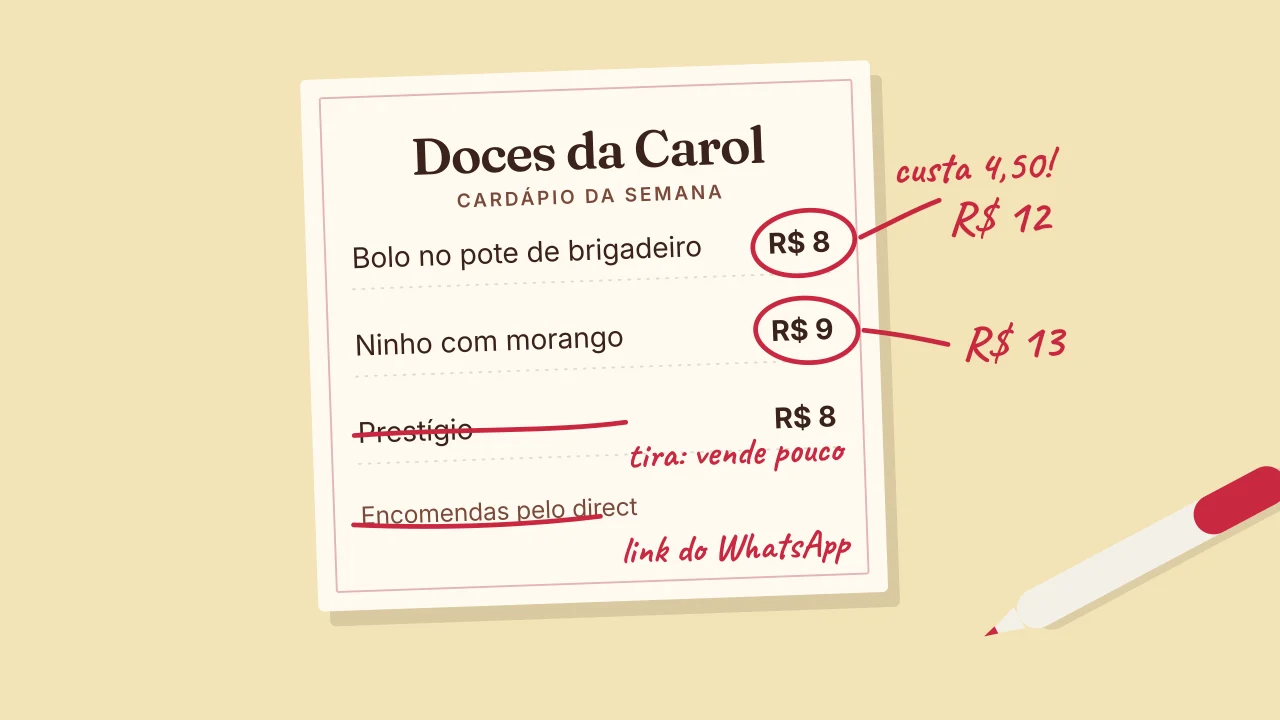 Doces da Carol
CARDÁPIO DA SEMANA
Bolo no pote de brigadeiro R$ 8
custa 4,50!
R$ 12
Ninho com morango R$ 9
R$ 13
Prestígio R$ 8
tira: vende pouco
Encomendas pelo direct
link do WhatsApp